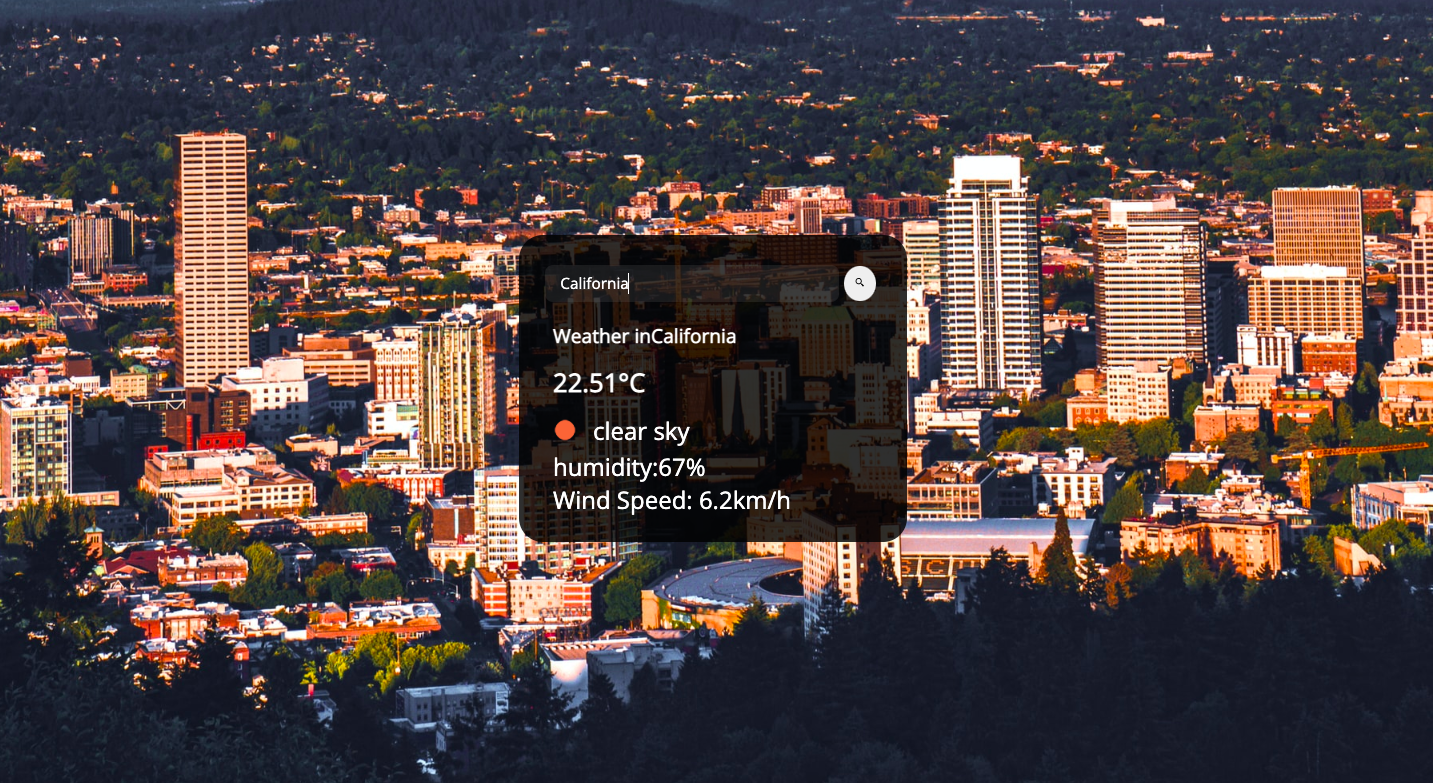 California
Weather inCalifornia
22.51°C
clear sky
humidity:67%
Wind Speed: 6.2km/h